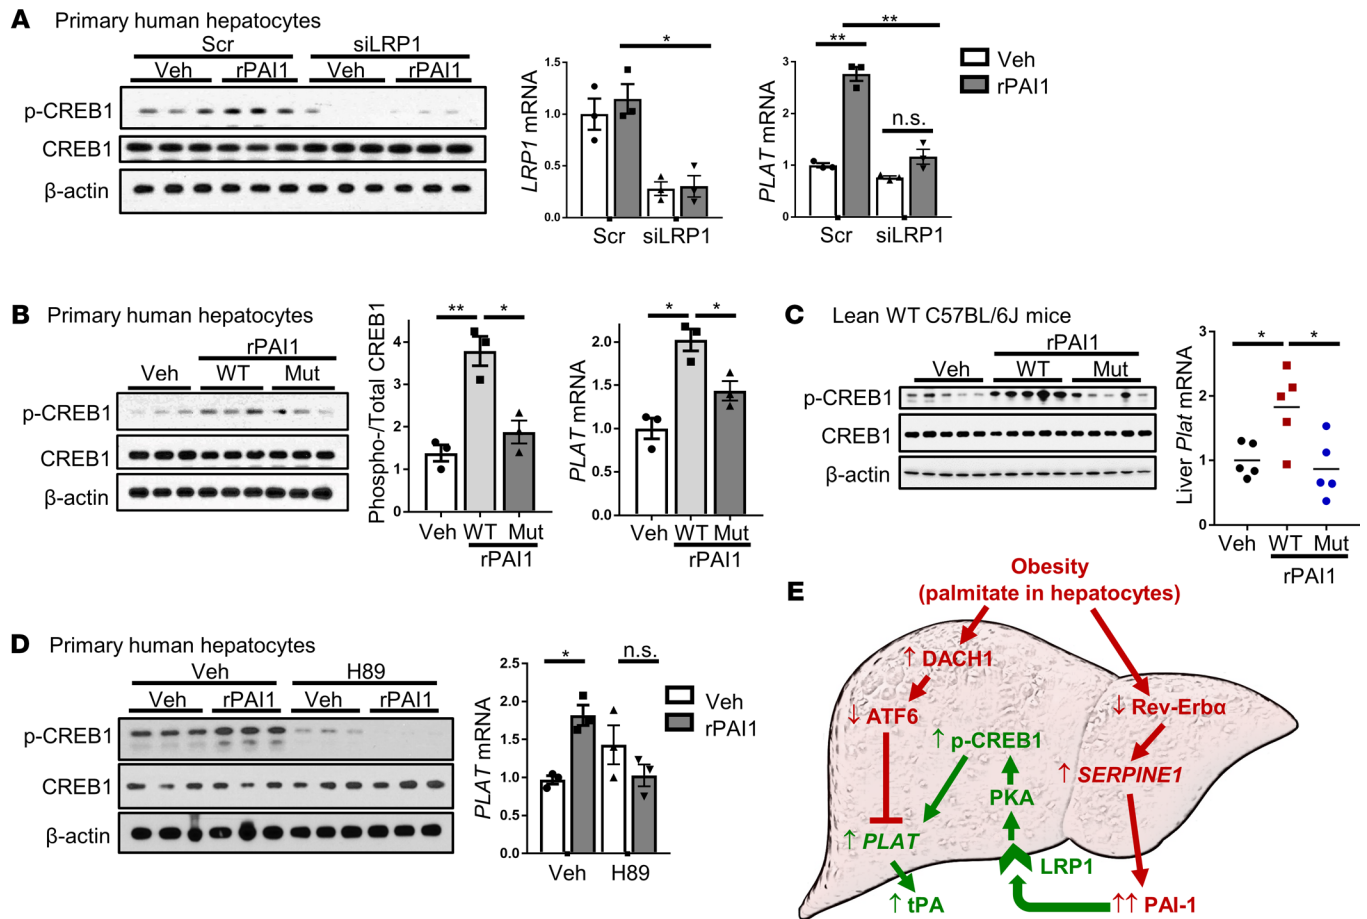 A Primary human hepatocytes
Scr siLRP1
Veh rPAI1 Veh rPAI1
p-CREB1
CREB1
β-actin
LRP1 mRNA
1.5
1.0
0.5
0.0
*
Scr siLRP1
PLAT mRNA
3
2
1
0
**
**
n.s.
Scr siLRP1
Veh
rPAI1
B Primary human hepatocytes
rPAI1
Veh WT Mut
p-CREB1
CREB1
β-actin
Phospho-/Total CREB1
4
2
0
** *
Veh WT Mut
rPAI1
PLAT mRNA
2.0
1.5
1.0
0.5
0.0
* *
Veh WT Mut
rPAI1
C Lean WT C57BL/6J mice
rPAI1
Veh WT Mut
p-CREB1
CREB1
β-actin
Liver Plat mRNA
3
2
1
0
* *
Veh WT Mut
rPAI1
D Primary human hepatocytes
Veh H89
Veh rPAI1 Veh rPAI1
p-CREB1
CREB1
β-actin
PLAT mRNA
2.5
2.0
1.5
1.0
0.5
0.0
* n.s.
Veh H89
Veh
rPAI1
E
Obesity
(palmitate in hepatocytes)
↑ DACH1
↓ ATF6
↓ Rev-Erbα
↑ p-CREB1
↑ SERPINE1
PKA
↑ PLAT
LRP1
↑ tPA
↑↑ PAI-1